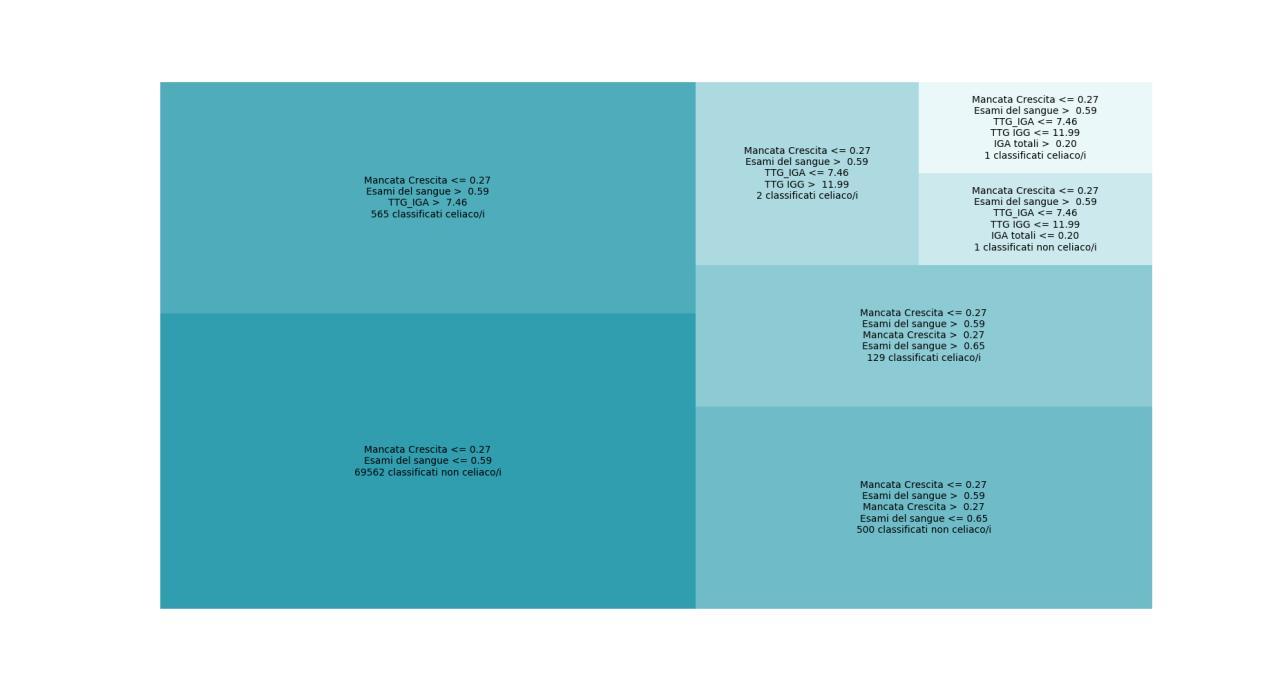 Mancata Crescita <= 0.27
Esami del sangue >  0.59
TTG_IGA >  7.46
565 classificati celiaco/i
Mancata Crescita <= 0.27
Esami del sangue <= 0.59
69562 classificati non celiaco/i
Mancata Crescita <= 0.27
Esami del sangue >  0.59
TTG_IGA <= 7.46
TTG IGG >  11.99
2 classificati celiaco/i
Mancata Crescita <= 0.27
Esami del sangue >  0.59
TTG_IGA <= 7.46
TTG IGG <= 11.99
IGA totali >  0.20
1 classificati celiaco/i
Mancata Crescita <= 0.27
Esami del sangue >  0.59
TTG_IGA <= 7.46
TTG IGG <= 11.99
IGA totali <= 0.20
1 classificati non celiaco/i
Mancata Crescita <= 0.27
Esami del sangue >  0.59
Mancata Crescita >  0.27
Esami del sangue >  0.65
129 classificati celiaco/i
Mancata Crescita <= 0.27
Esami del sangue >  0.59
Mancata Crescita >  0.27
Esami del sangue <= 0.65
500 classificati non celiaco/i